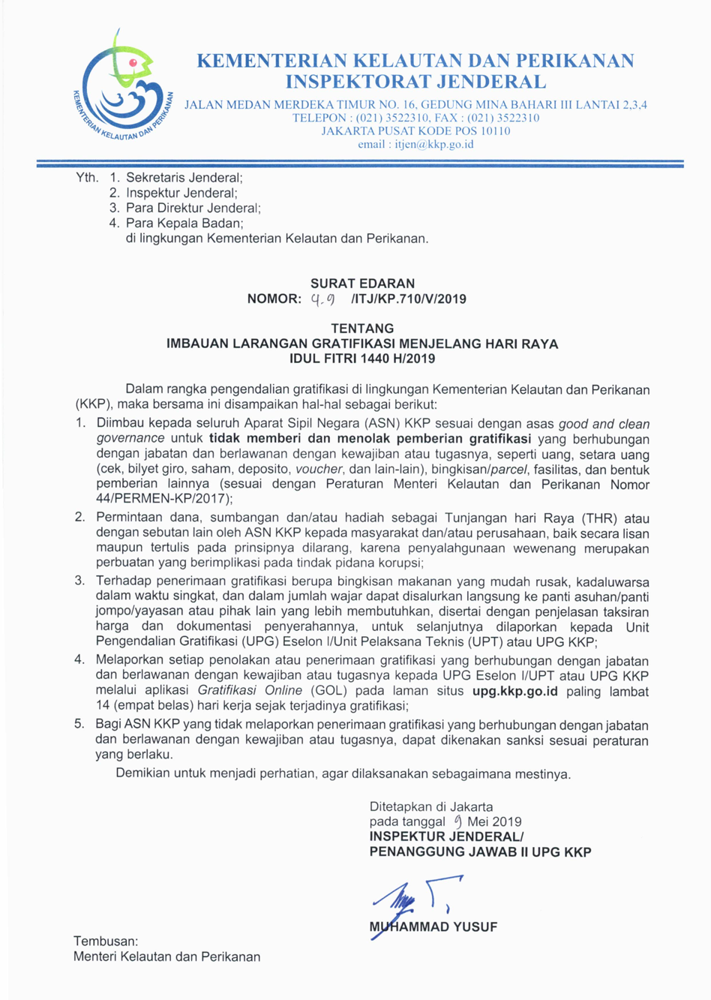 KEMENTERIAN KELAUTAN DAN PERIKANAN
KEMENTERIAN KELAUTAN DAN PERIKANAN
INSPEKTORAT JENDERAL
JALAN MEDAN MERDEKA TIMUR NO. 16, GEDUNG MINA BAHARI III LANTAI 2,3,4
TELEPON : (021) 3522310, FAX : (021) 3522310
JAKARTA PUSAT KODE POS 10110
email : itjen@kkp.go.id
Yth. 1. Sekretaris Jenderal;
2. Inspektur Jenderal;
3. Para Direktur Jenderal;
4. Para Kepala Badan;
di lingkungan Kementerian Kelautan dan Perikanan.
SURAT EDARAN
NOMOR: 49 /ITJ/KP.710/V/2019
TENTANG
IMBAUAN LARANGAN GRATIFIKASI MENJELANG HARI RAYA
IDUL FITRI 1440 H/2019
Dalam rangka pengendalian gratifikasi di lingkungan Kementerian Kelautan dan Perikanan
(KKP), maka bersama ini disampaikan hal-hal sebagai berikut:
1. Diimbau kepada seluruh Aparat Sipil Negara (ASN) KKP sesuai dengan asas good and clean
governance untuk tidak memberi dan menolak pemberian gratifikasi yang berhubungan
dengan jabatan dan berlawanan dengan kewajiban atau tugasnya, seperti uang, setara uang
(cek, bilyet giro, saham, deposito, voucher, dan lain-lain), bingkisan/parcel, fasilitas, dan bentuk
pemberian lainnya (sesuai dengan Peraturan Menteri Kelautan dan Perikanan Nomor
44/PERMEN-KP/2017);
2. Permintaan dana, sumbangan dan/atau hadiah sebagai Tunjangan hari Raya (THR) atau
dengan sebutan lain oleh ASN KKP kepada masyarakat dan/atau perusahaan, baik secara lisan
maupun tertulis pada prinsipnya dilarang, karena penyalahgunaan wewenang merupakan
perbuatan yang berimplikasi pada tindak pidana korupsi;
3. Terhadap penerimaan gratifikasi berupa bingkisan makanan yang mudah rusak, kadaluwarsa
dalam waktu singkat, dan dalam jumlah wajar dapat disalurkan langsung ke panti asuhan/panti
jompo/yayasan atau pihak lain yang lebih membutuhkan, disertai dengan penjelasan taksiran
harga dan dokumentasi penyerahannya, untuk selanjutnya dilaporkan kepada Unit
Pengendalian Gratifikasi (UPG) Eselon I/Unit Pelaksana Teknis (UPT) atau UPG KKP;
4. Melaporkan setiap penolakan atau penerimaan gratifikasi yang berhubungan dengan jabatan
dan berlawanan dengan kewajiban atau tugasnya kepada UPG Eselon I/UPT atau UPG KKP
melalui aplikasi Gratifikasi Online (GOL) pada laman situs upg.kkp.go.id paling lambat
14 (empat belas) hari kerja sejak terjadinya gratifikasi;
5. Bagi ASN KKP yang tidak melaporkan penerimaan gratifikasi yang berhubungan dengan jabatan
dan berlawanan dengan kewajiban atau tugasnya, dapat dikenakan sanksi sesuai peraturan
yang berlaku.
Demikian untuk menjadi perhatian, agar dilaksanakan sebagaimana mestinya.
Ditetapkan di Jakarta
pada tanggal 9 Mei 2019
INSPEKTUR JENDERAL/
PENANGGUNG JAWAB II UPG KKP
MUHAMMAD YUSUF
Tembusan:
Menteri Kelautan dan Perikanan